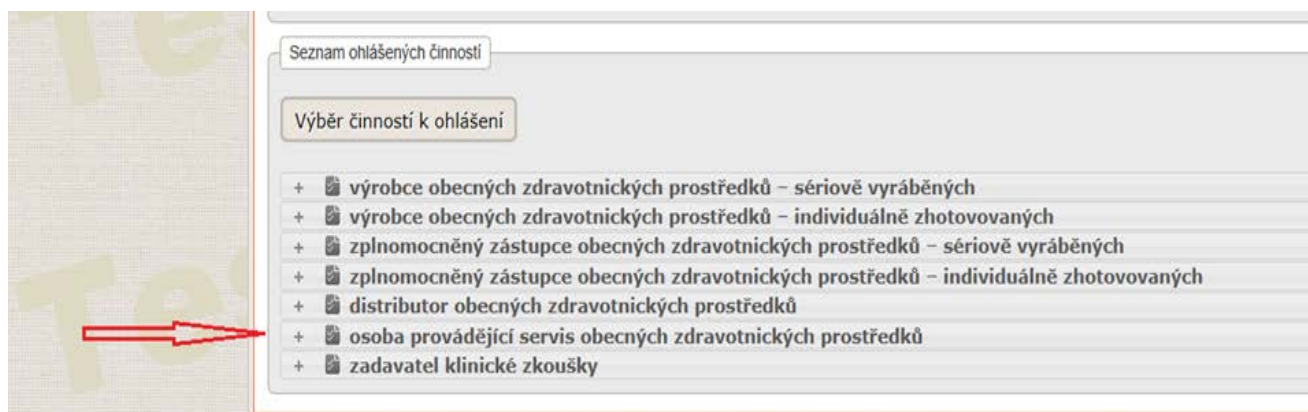 Seznam ohlášených činností
Výběr činností k ohlášení
+ výrobce obecných zdravotnických prostředků – sériově vyráběných
+ výrobce obecných zdravotnických prostředků – individuálně zhotovovaných
+ zplnomocněný zástupce obecných zdravotnických prostředků – sériově vyráběných
+ zplnomocněný zástupce obecných zdravotnických prostředků – individuálně zhotovovaných
+ distributor obecných zdravotnických prostředků
+ osoba provádějící servis obecných zdravotnických prostředků
+ zadavatel klinické zkoušky